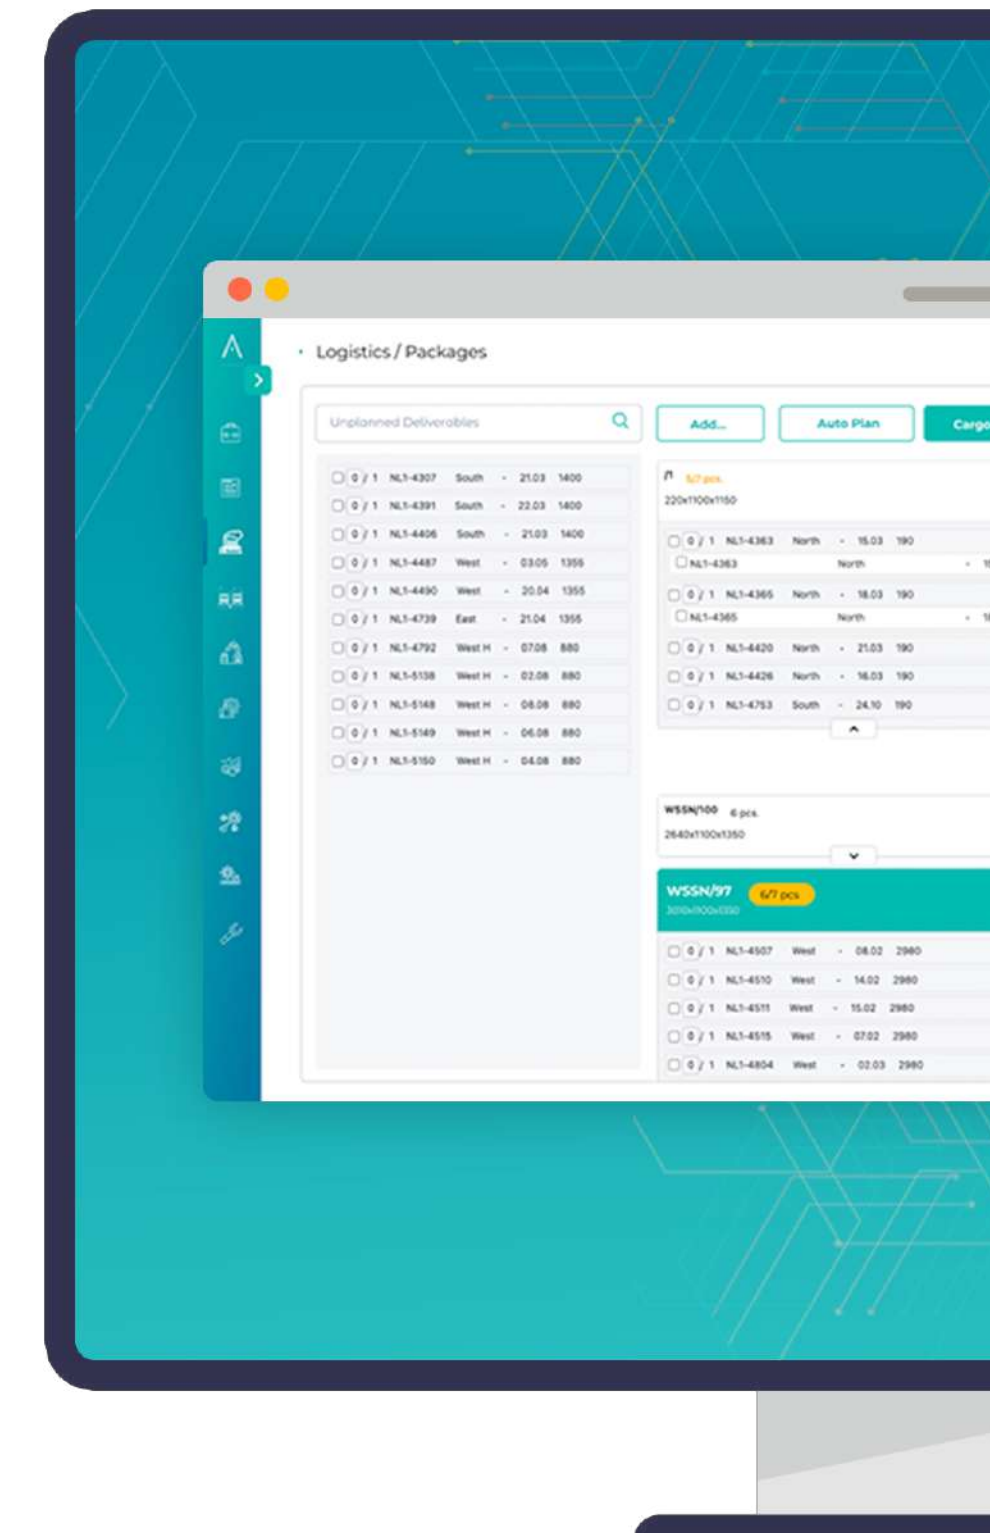 Logistics / Packages
Unplanned Deliverables
Add...
Auto Plan
Cargo
0 / 1 NL1-4307 South - 21.03 1400
0 / 1 NL1-4391 South - 22.03 1400
0 / 1 NL1-4406 South - 21.03 1400
0 / 1 NL1-4487 West - 03.05 1355
0 / 1 NL1-4490 West - 20.04 1355
0 / 1 NL1-4739 East - 21.04 1355
0 / 1 NL1-4792 West H - 07.08 880
0 / 1 NL1-5138 West H - 02.08 880
0 / 1 NL1-5148 West H - 08.08 880
0 / 1 NL1-5149 West H - 06.08 880
0 / 1 NL1-5150 West H - 04.08 880
/1 5/7 pcs.
220x1100x1150
0 / 1 NL1-4363 North - 15.03 190
NL1-4363 North -
0 / 1 NL1-4365 North - 18.03 190
NL1-4365 North -
0 / 1 NL1-4420 North - 21.03 190
0 / 1 NL1-4426 North - 16.03 190
0 / 1 NL1-4753 South - 24.10 190
WSSN/100 6 pcs.
2640x1100x1350
WSSN/97 6/7 pcs
3010x1100x1350
0 / 1 NL1-4507 West - 08.02 2980
0 / 1 NL1-4510 West - 14.02 2980
0 / 1 NL1-4511 West - 15.02 2980
0 / 1 NL1-4515 West - 07.02 2980
0 / 1 NL1-4804 West - 02.03 2980